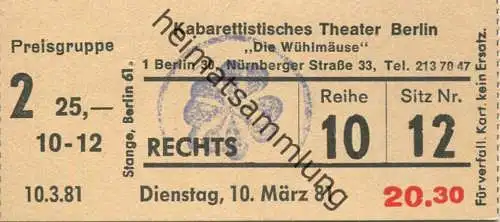 Kabarettistisches Theater Berlin
„Die Wühlmäuse"
1 Berlin 30, Nürnberger Straße 33, Tel. 213 70 47
Preisgruppe
2 25,—
10-12
10.3.81
Stange, Berlin 61.
RECHTS
Reihe
10
Sitz Nr.
12
Dienstag, 10. März 81
20.30
Für verfall. Kart. kein Ersatz.
heimatsammlung